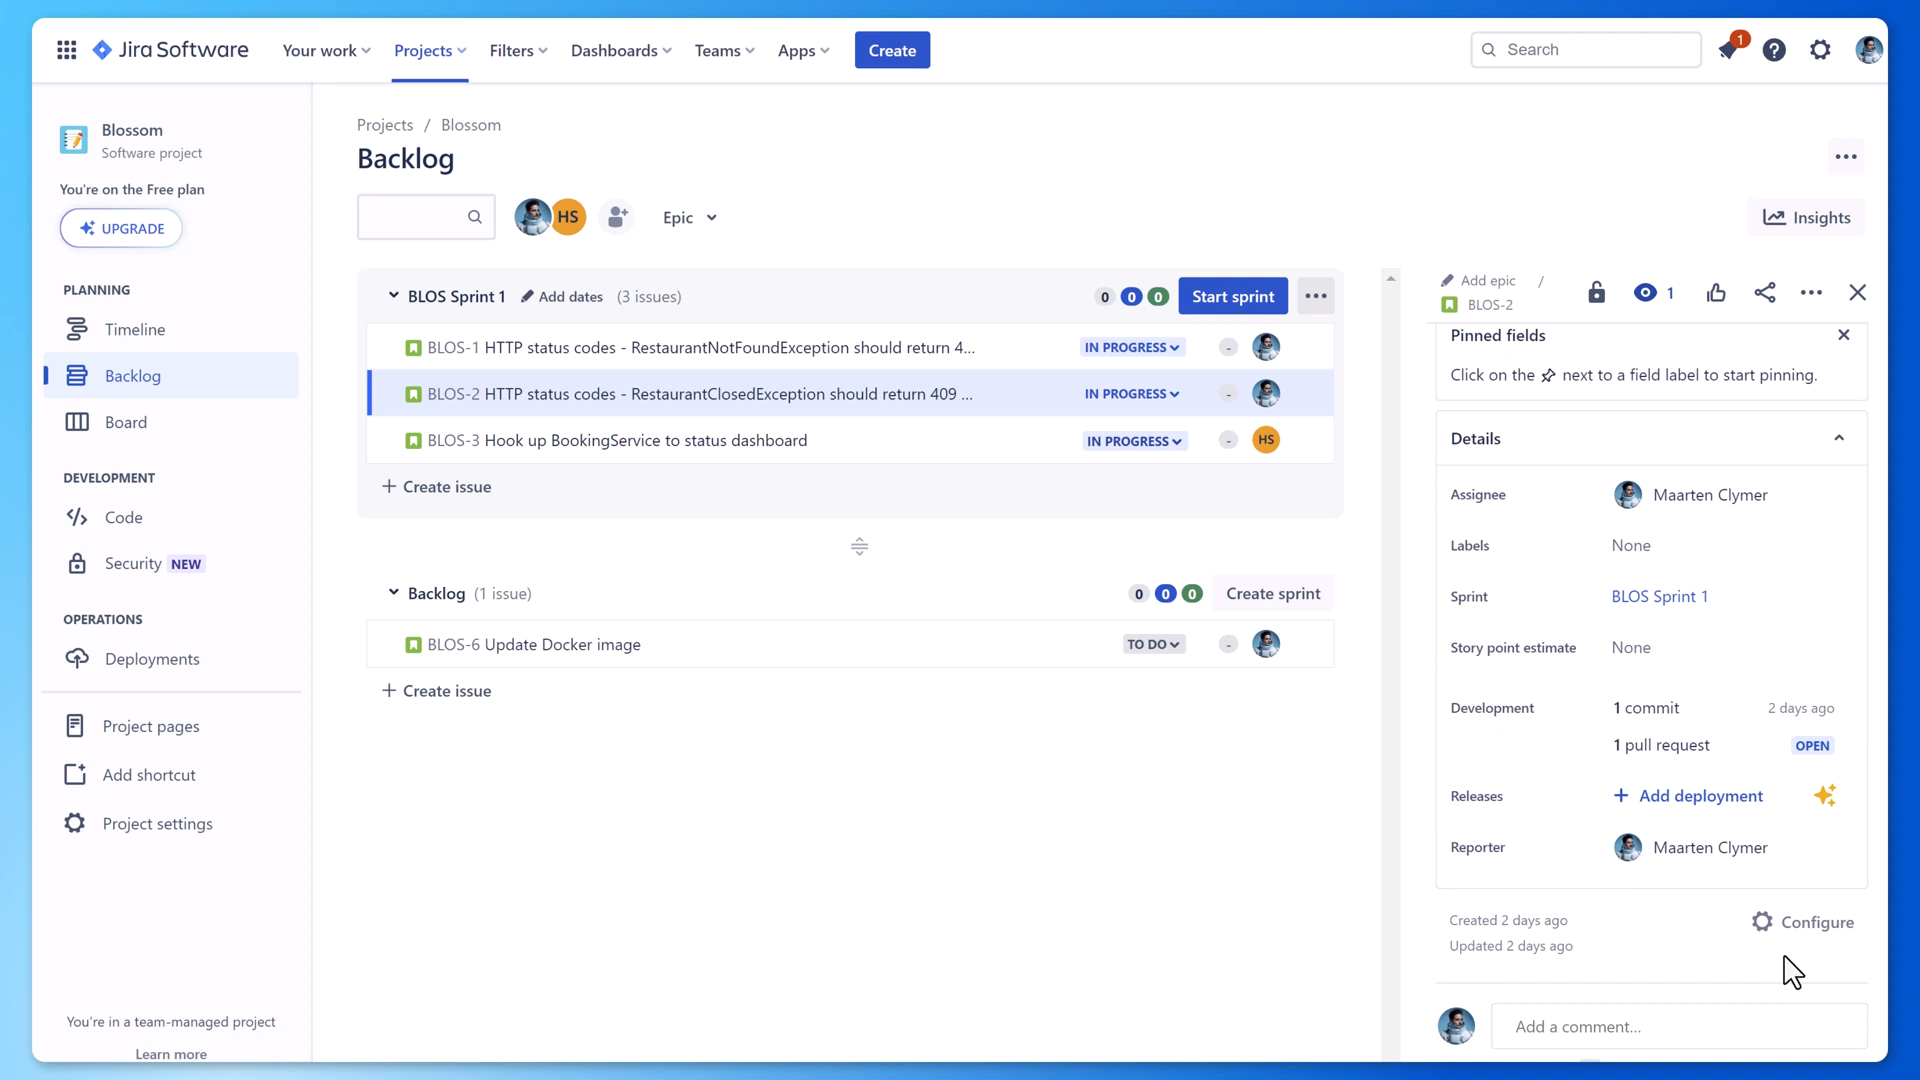 Jira Software
Your work
Projects
Filters
Dashboards
Teams
Apps
Create
Search
1
Blossom
Software project
You're on the Free plan
UPGRADE
PLANNING
Timeline
Backlog
Board
DEVELOPMENT
Code
Security NEW
OPERATIONS
Deployments
Project pages
Add shortcut
Project settings
You're in a team-managed project
Learn more
Projects / Blossom
Backlog
HS
Epic
Insights
BLOS Sprint 1 Add dates (3 issues) 0 0 0 Start sprint
BLOS-1 HTTP status codes - RestaurantNotFoundException should return 4... IN PROGRESS -
BLOS-2 HTTP status codes - RestaurantClosedException should return 409 ... IN PROGRESS -
BLOS-3 Hook up BookingService to status dashboard IN PROGRESS - HS
+ Create issue
Backlog (1 issue) 0 0 0 Create sprint
BLOS-6 Update Docker image TO DO -
+ Create issue
Add epic /
BLOS-2
1
Pinned fields
Click on the next to a field label to start pinning.
Details
Assignee Maarten Clymer
Labels None
Sprint BLOS Sprint 1
Story point estimate None
Development 1 commit 2 days ago
1 pull request OPEN
Releases + Add deployment
Reporter Maarten Clymer
Created 2 days ago
Configure
Updated 2 days ago
Add a comment...